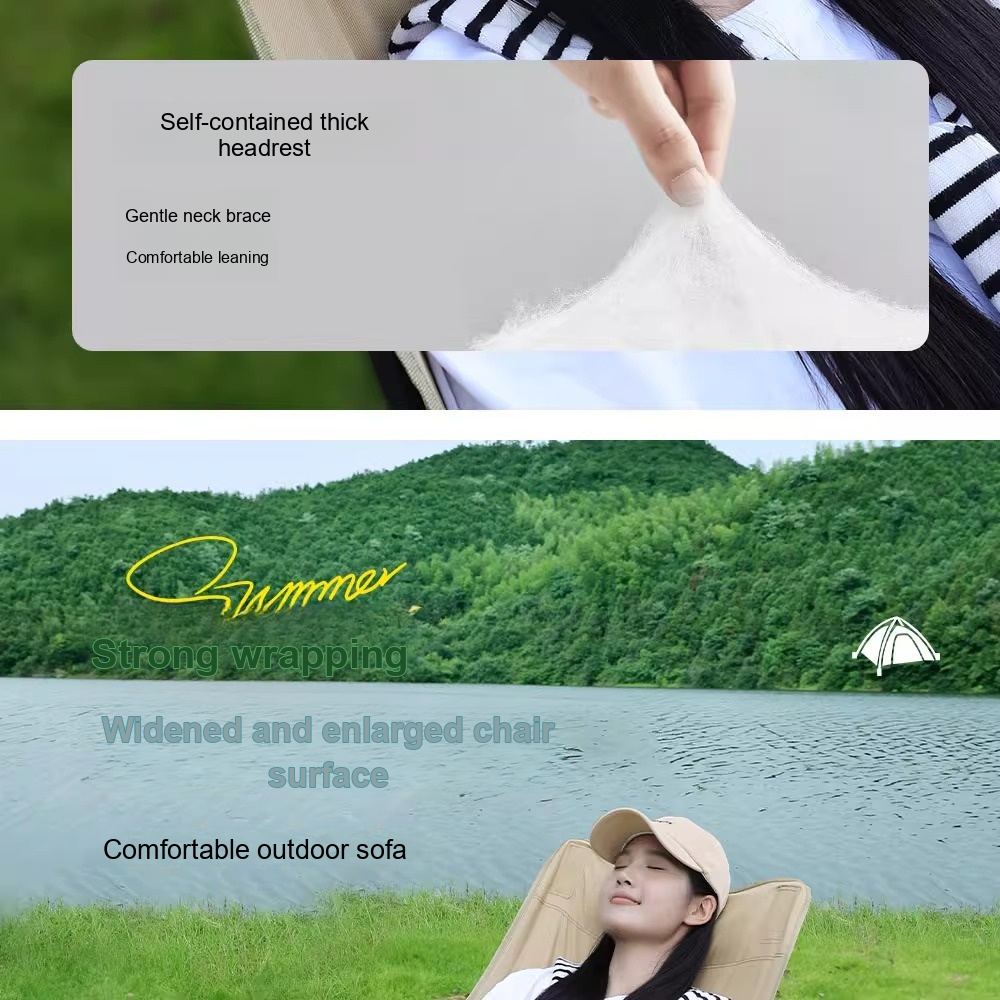 Self-contained thick
headrest
Gentle neck brace
Comfortable leaning
Summer
Strong wrapping
Widened and enlarged chair
surface
Comfortable outdoor sofa